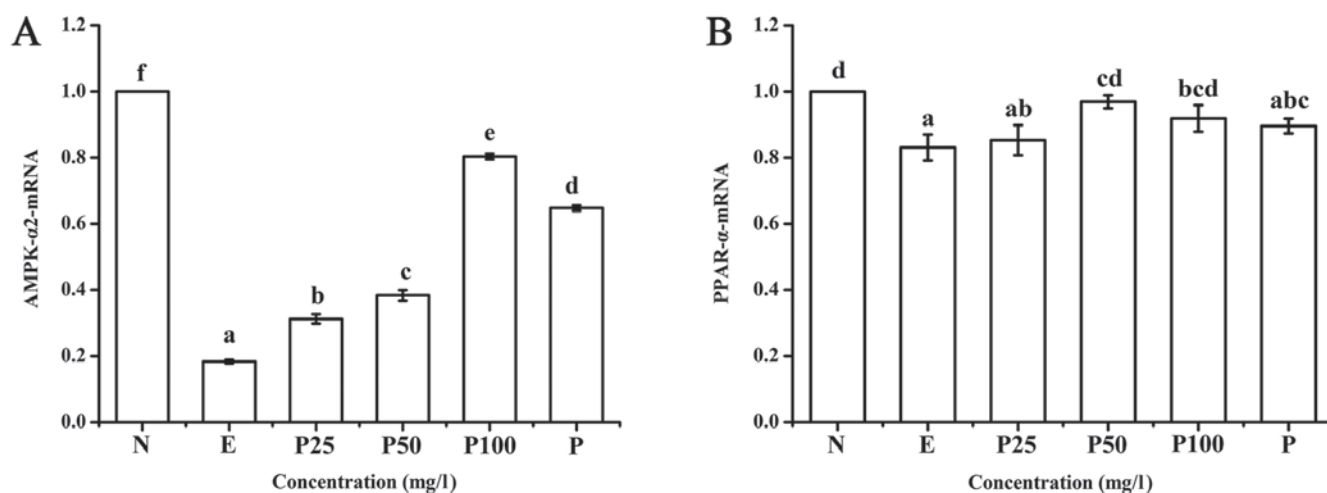 A
AMPK-α2-mRNA
1.2
1.0
0.8
0.6
0.4
0.2
0.0
f
a
b
c
e
d
N E P25 P50 P100 P
Concentration (mg/l)
B
PPAR-α-mRNA
1.2
1.0
0.8
0.6
0.4
0.2
0.0
d
a
ab
cd
bcd
abc
N E P25 P50 P100 P
Concentration (mg/l)